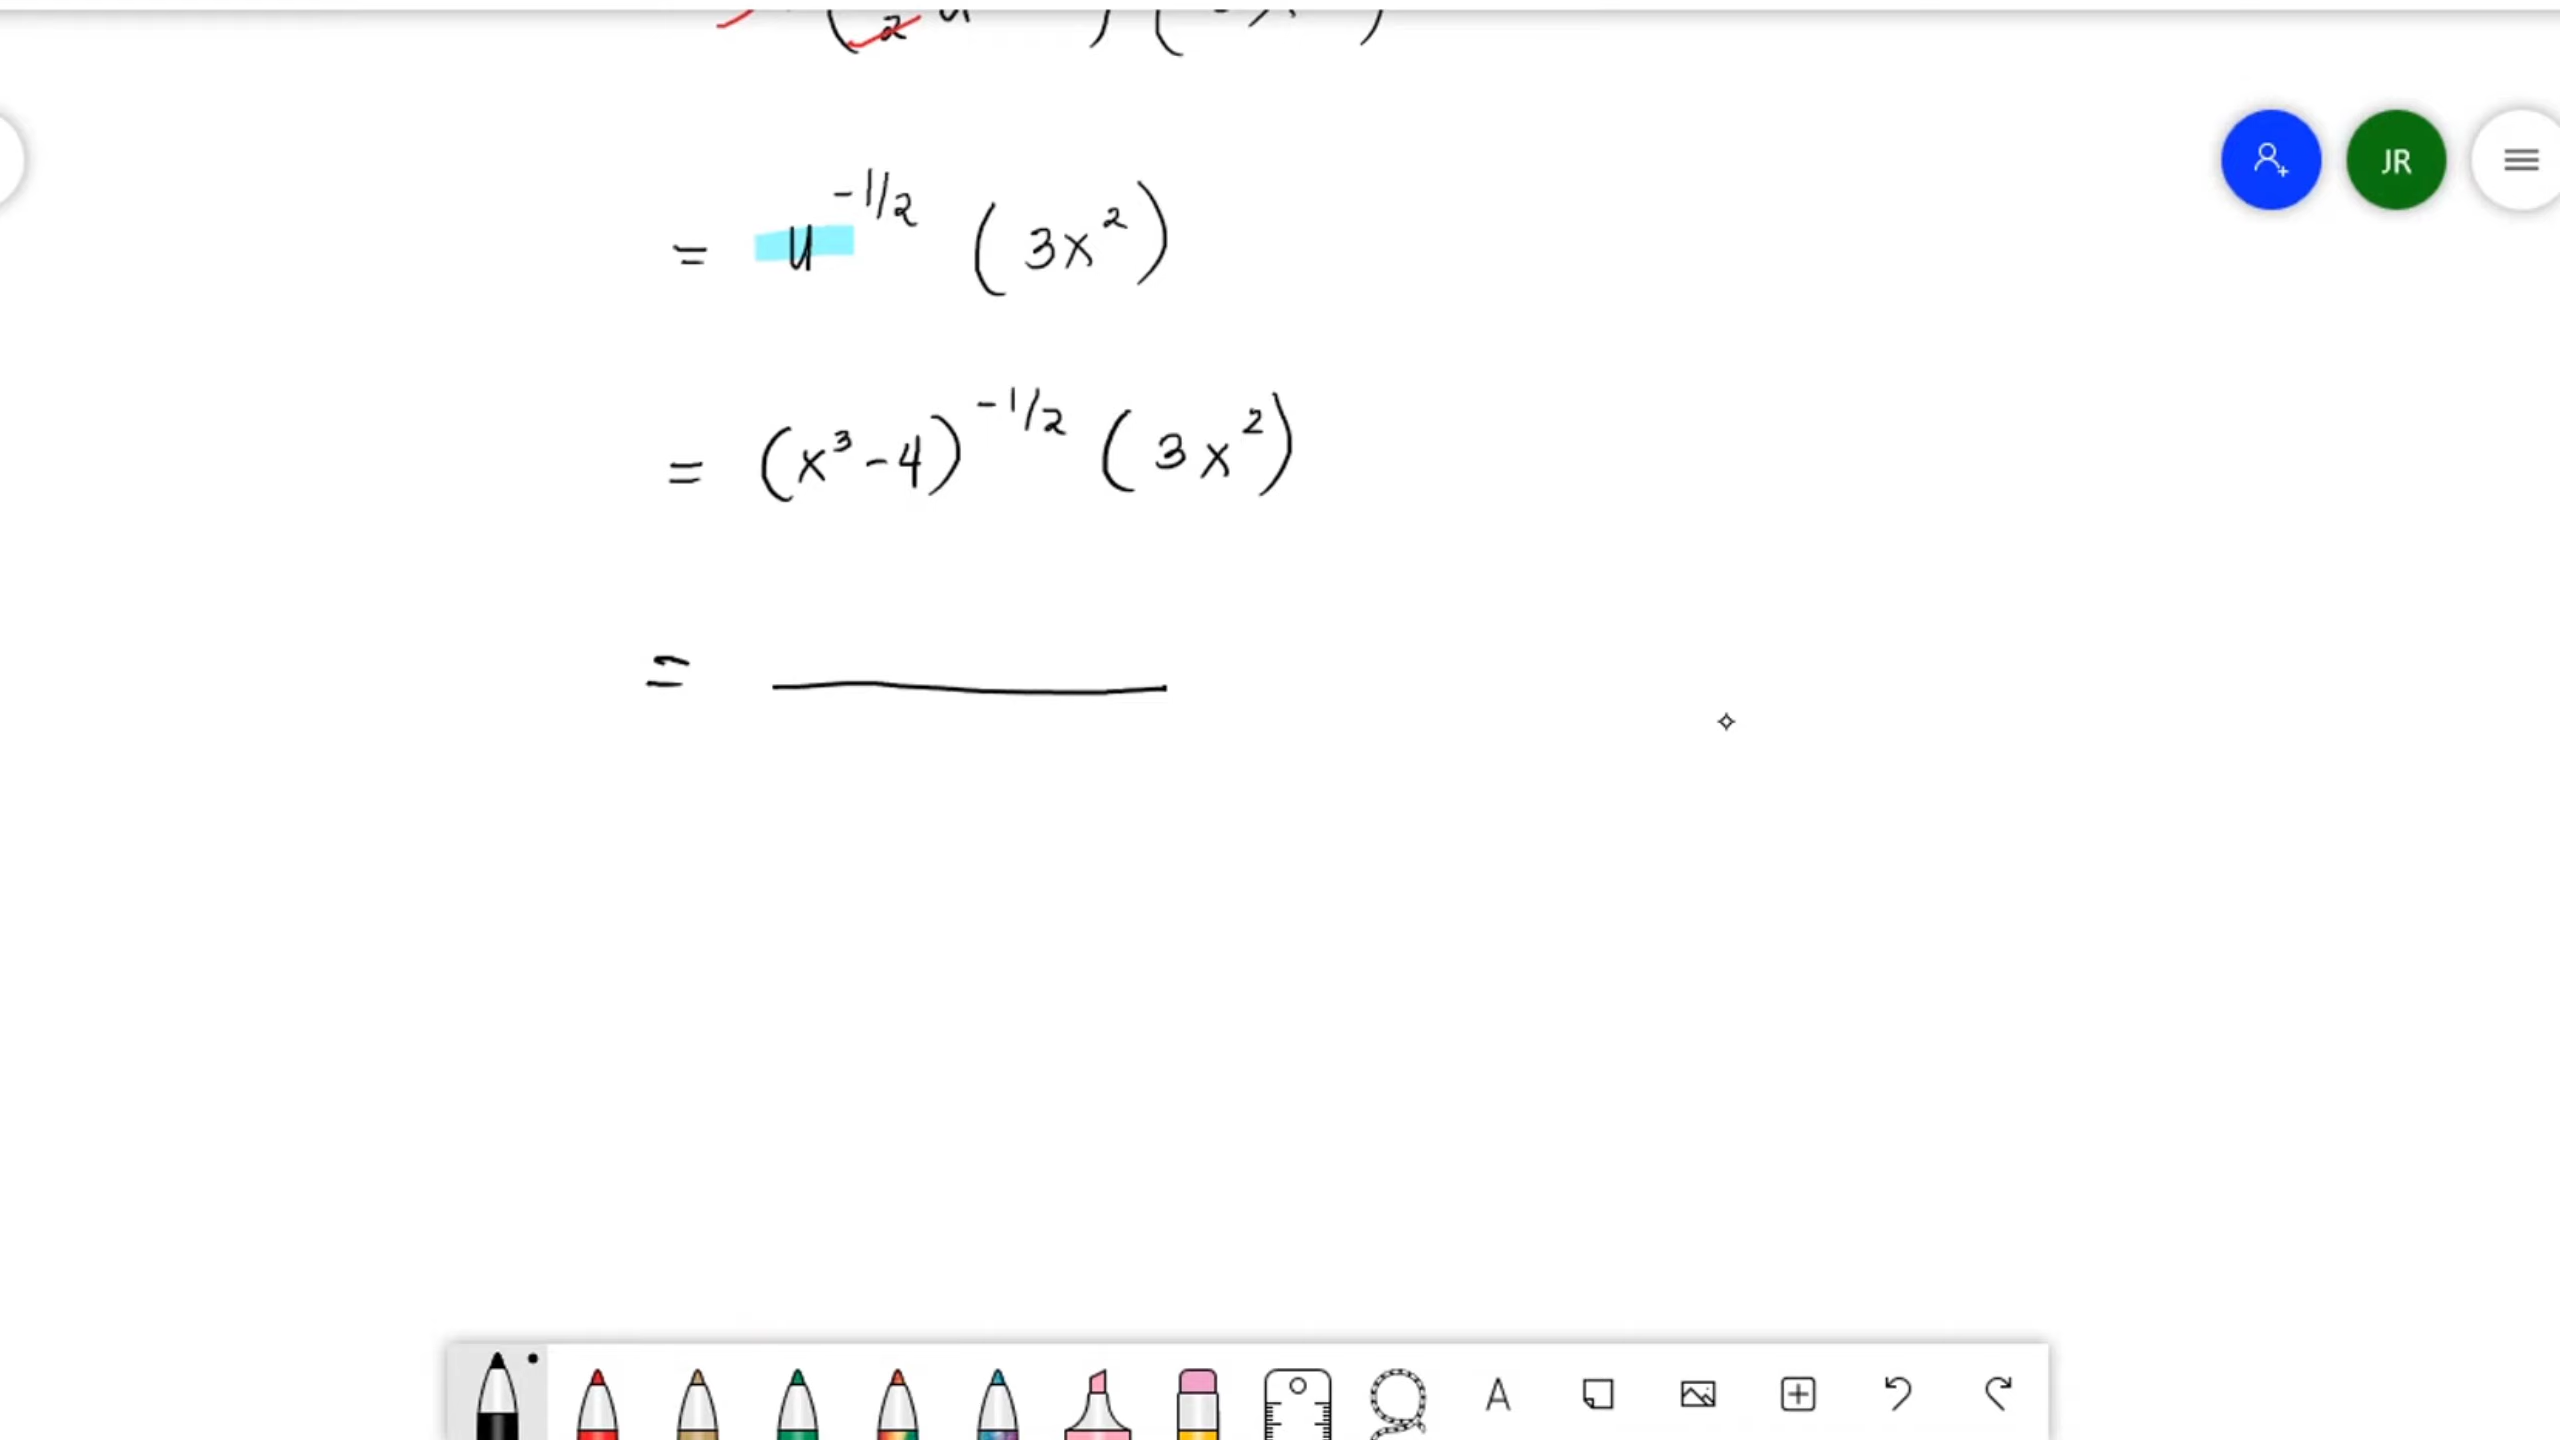 = u^{-1/2} (3x^2)
JR
= (x^3-4)^{-1/2} (3x^2)
=